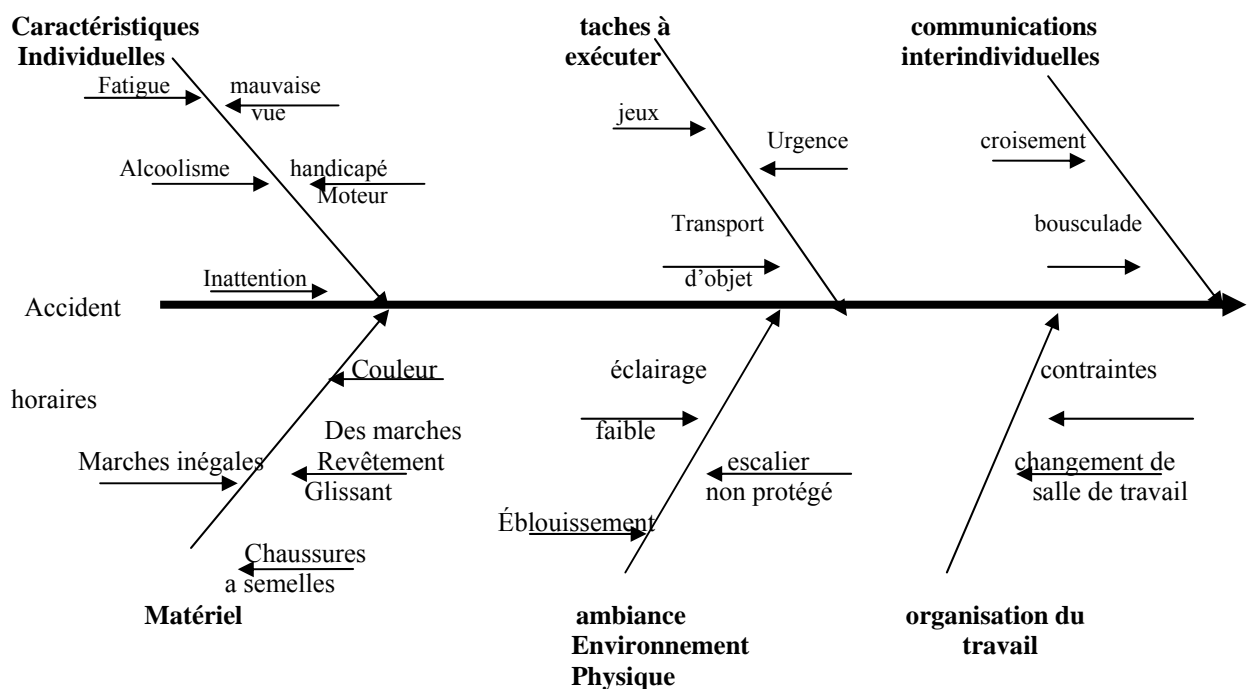 Caractéristiques
Individuelles
taches à
exécuter
communications
interindividuelles
Fatigue
mauvaise
vue
jeux
Urgence
croisement
Alcoolisme
handicapé
Moteur
Transport
d’objet
bousculade
Inattention
Accident
Couleur
éclairage
faible
contraintes
horaires
Des marches
Marches inégales
Revêtement
Glissant
escalier
non protégé
changement de
salle de travail
Éblouissement
Chaussures
a semelles
Matériel
ambiance
Environnement
Physique
organisation du
travail